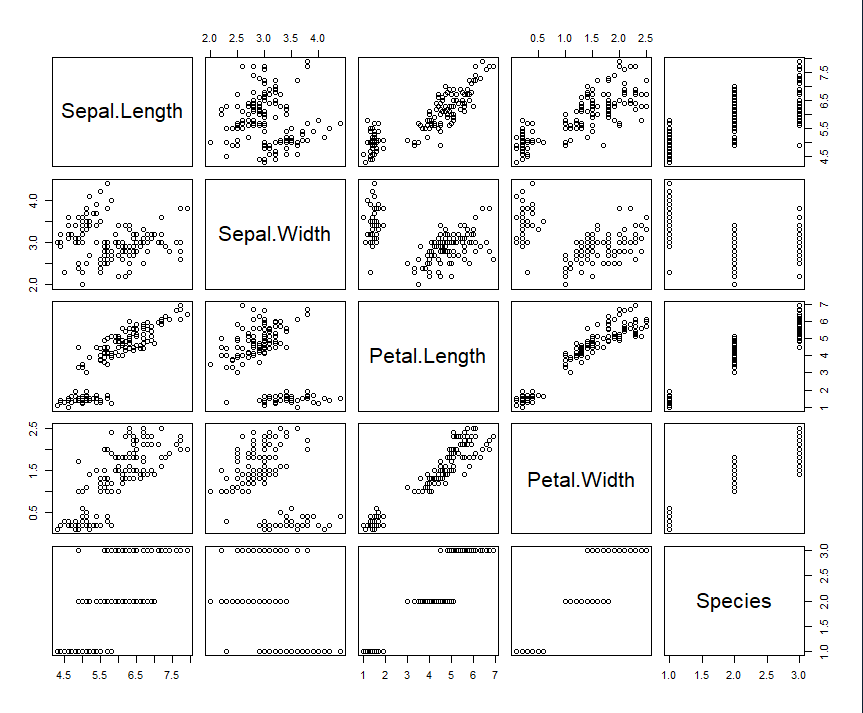 2.0 2.5 3.0 3.5 4.0
0.5 1.0 1.5 2.0 2.5
Sepal.Length
4.5 5.5 6.5 7.5
2.0 3.0 4.0
Sepal.Width
Petal.Length
1 2 3 4 5 6 7
0.5 1.5 2.5
Petal.Width
Species
1.0 1.5 2.0 2.5 3.0
4.5 5.5 6.5 7.5
1 2 3 4 5 6 7
1.0 1.5 2.0 2.5 3.0